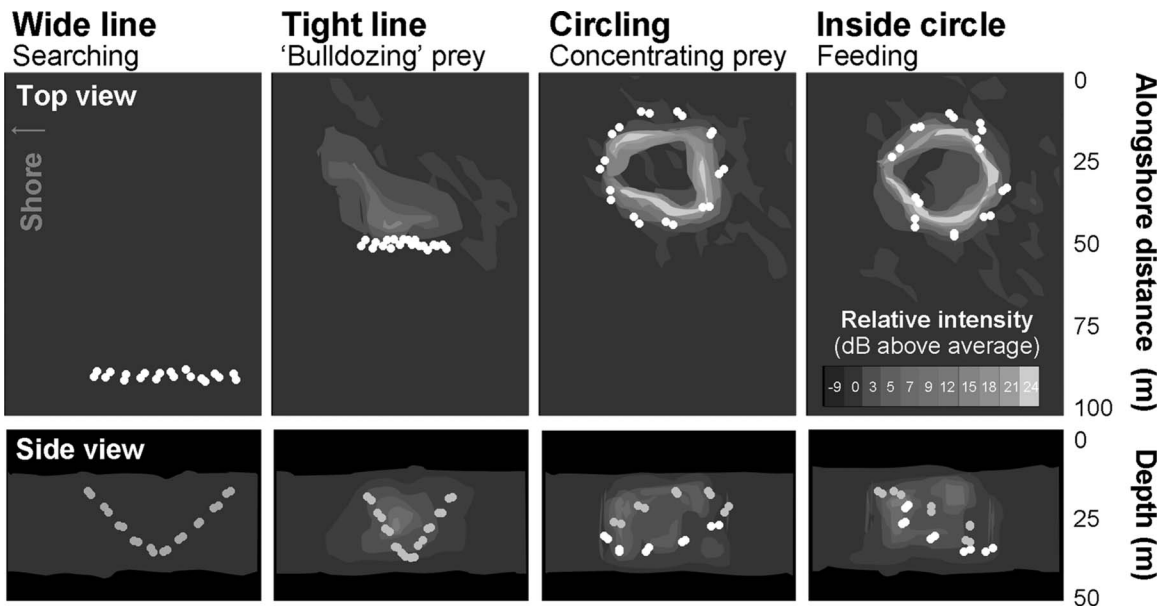 Wide line
Searching
Tight line
'Bulldozing' prey
Circling
Concentrating prey
Inside circle
Feeding
Top view
Shore
Relative intensity
(dB above average)
-9 0 3 5 7 9 12 15 18 21 24
0
25
50
75
100
Alongshore distance (m)
Side view
0
25
50
Depth (m)